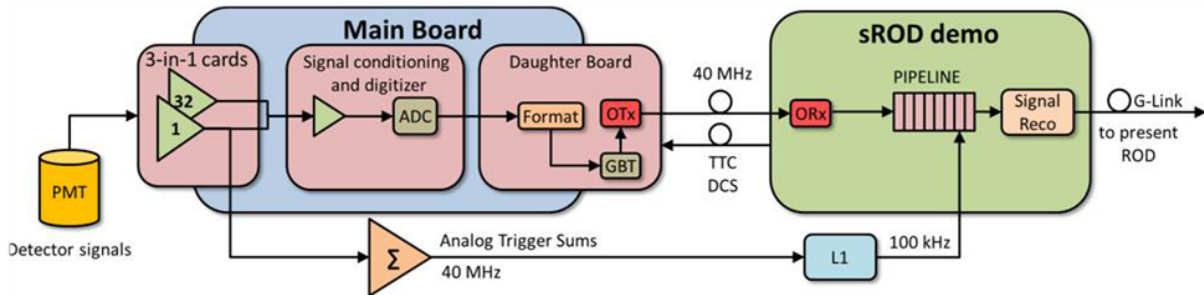 Main Board
sROD demo
3-in-1 cards
32
1
Signal conditioning
and digitizer
ADC
Daughter Board
Format
OTx
GBT
40 MHz
TTC
DCS
ORx
PIPELINE
Signal
Reco
G-Link
to present
ROD
PMT
Detector signals
Σ
Analog Trigger Sums
40 MHz
L1
100 kHz